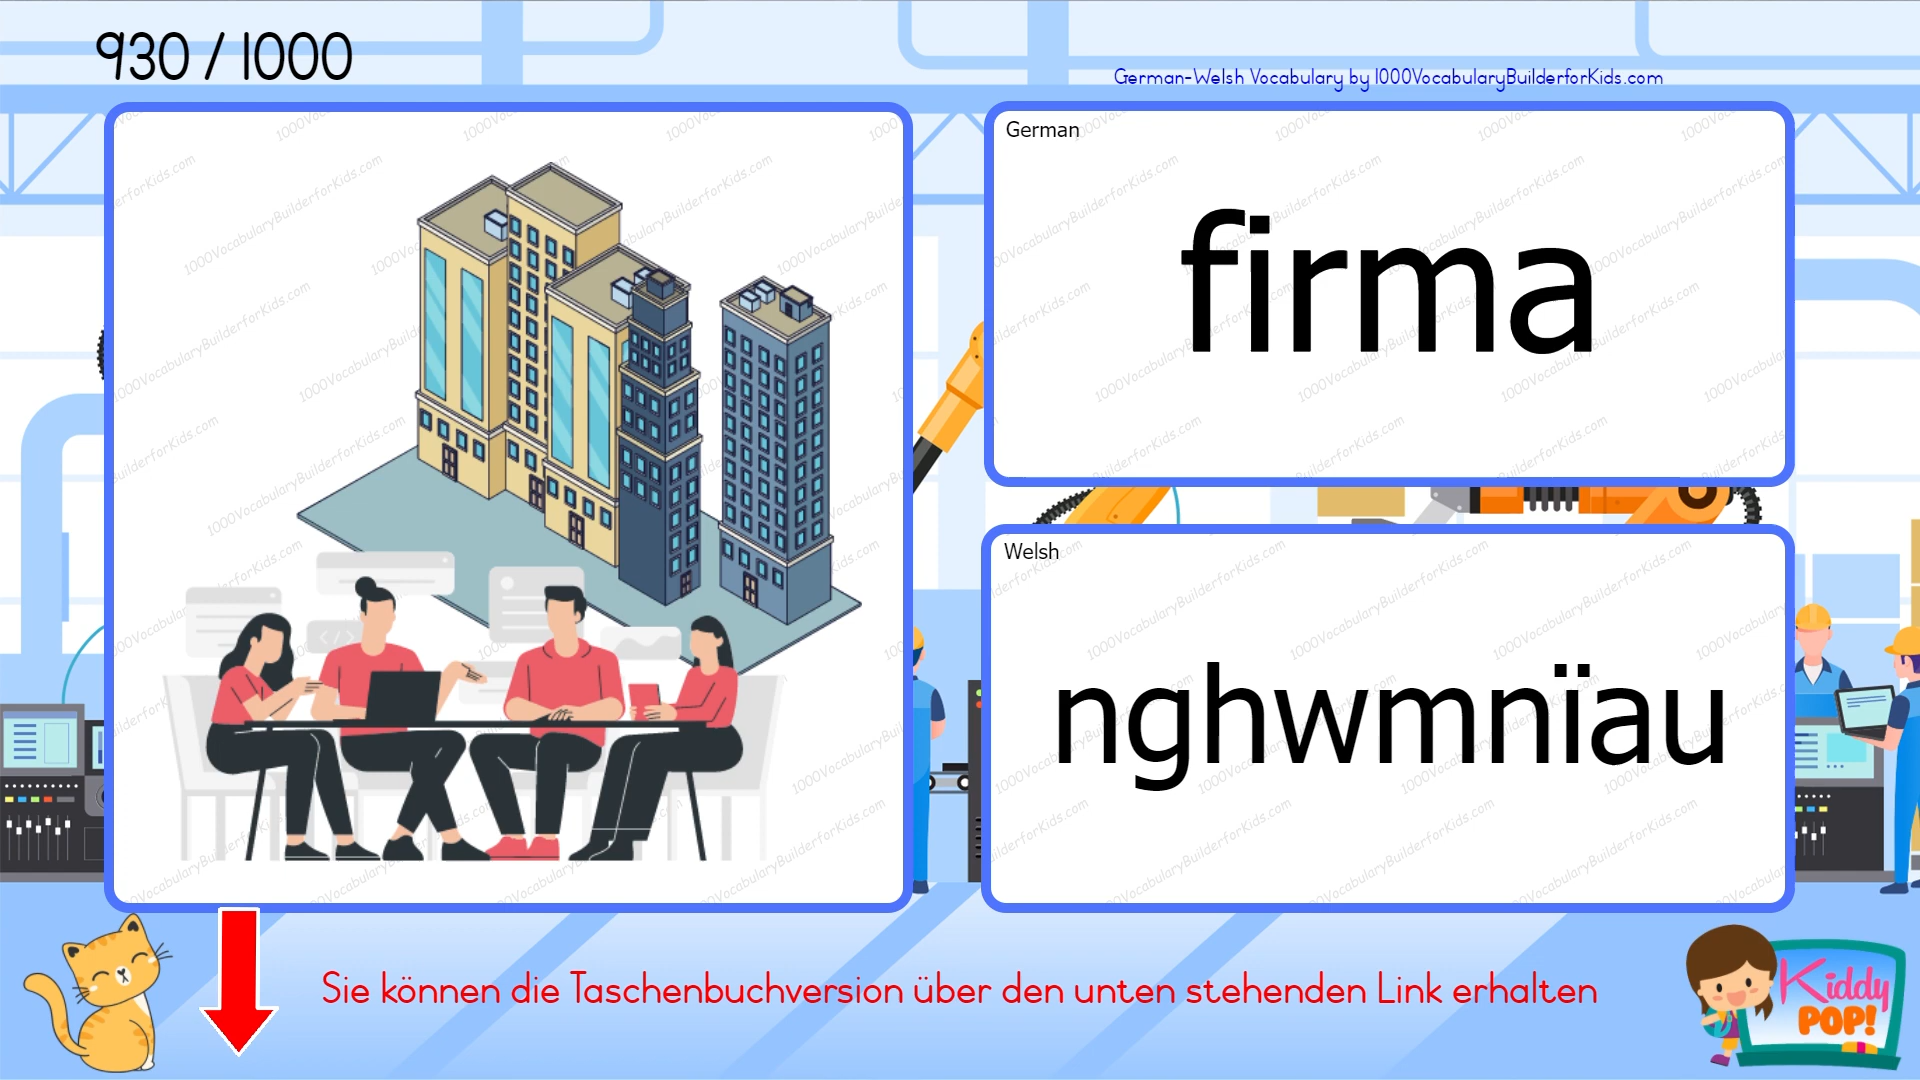 930 / 1000
German-Welsh Vocabulary by 1000VocabularyBuilderforKids.com
German
firma
Welsh
nghwmnïau
Sie können die Taschenbuchversion über den unten stehenden Link erhalten
Kiddy
POP!